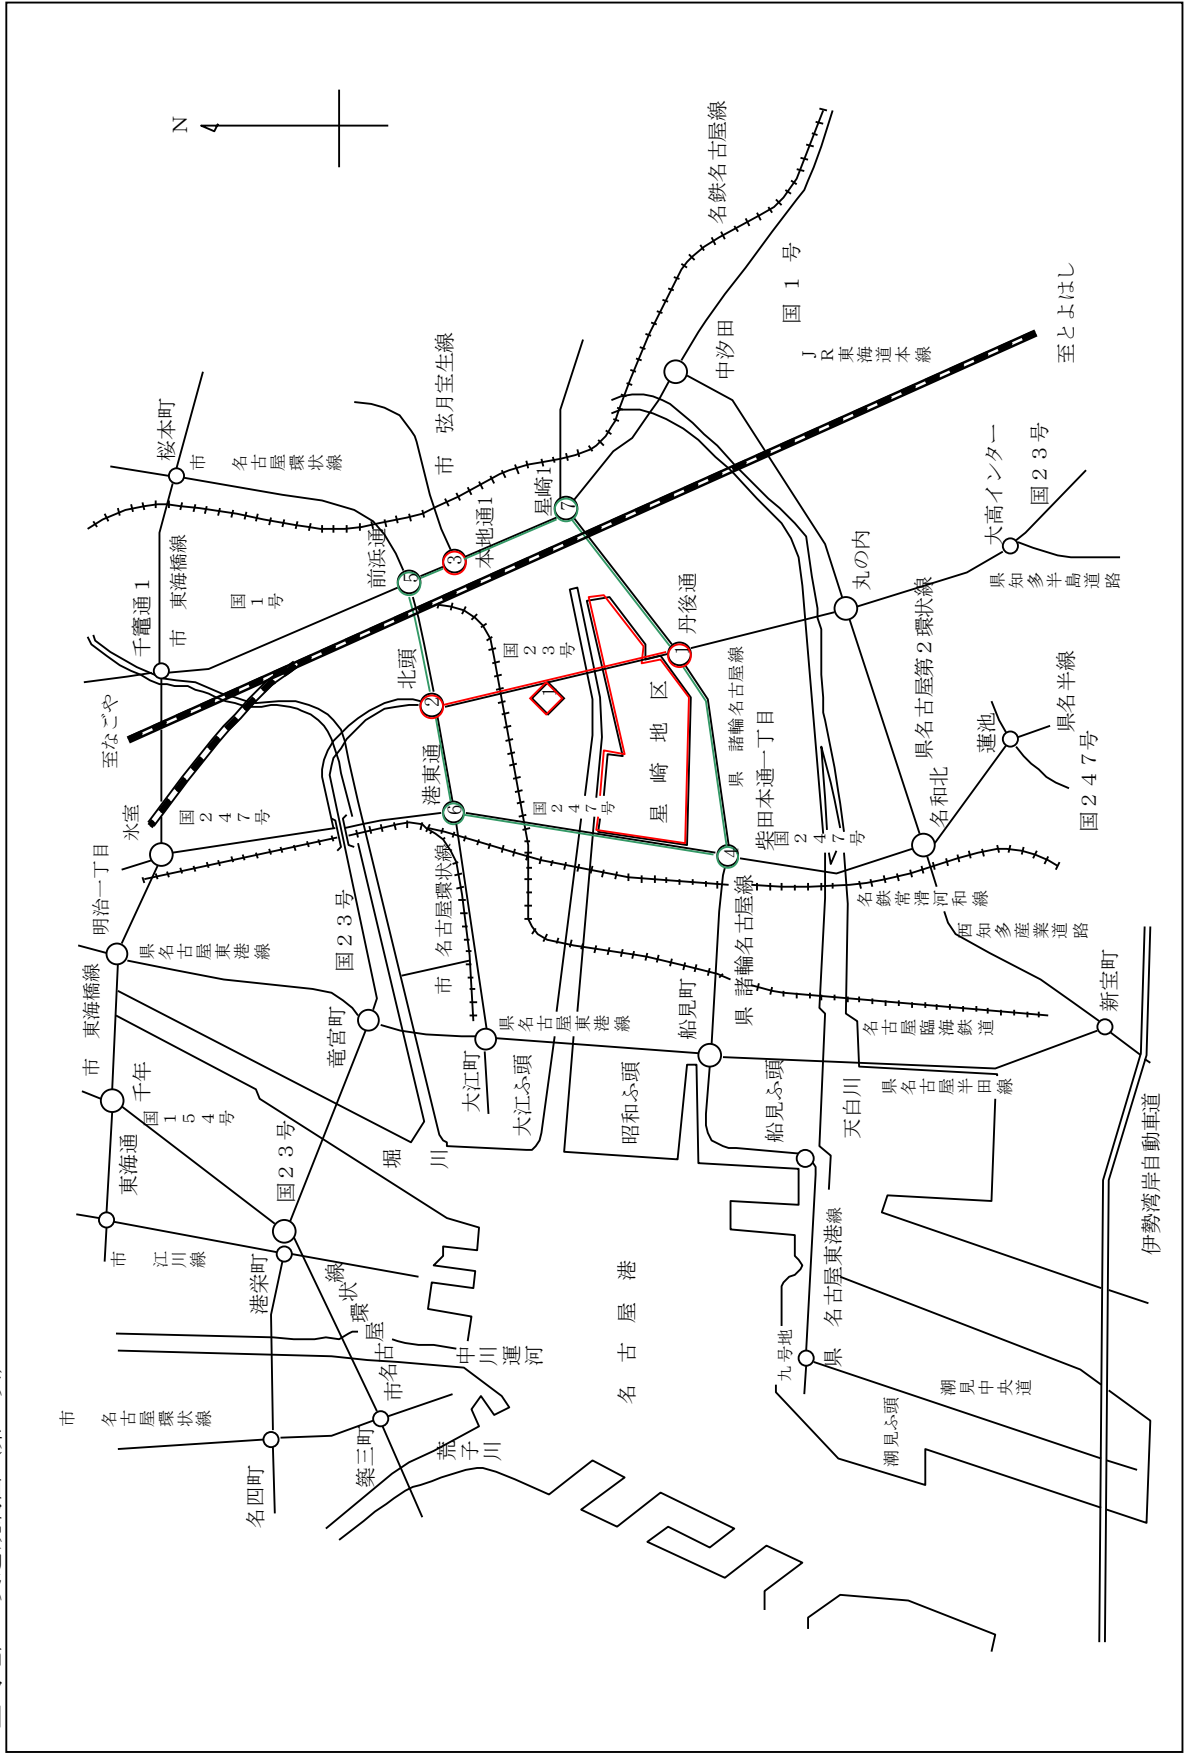 N
至なごや
氷室
国247号
明治一丁目
県名古屋東港線
市 東海橋線
千年
国154号
東海通
市 江川線
港栄町
国23号
市 名古屋環状線
名四町
築三町
市名古屋環状線
中川運河
荒子川
堀川
竜宮町
国23号
大江町
大江ふ頭
県名古屋東港線
市 名古屋環状線
港東通
6
北頭
2
千竈通1
市 東海橋線
国1号
桜本町
市 名古屋環状線
前浜通
5
3
本地通1
市 弦月宝生線
星崎1
7
国23号
1
国247号
星崎地区
丹後通
1
県 諸輪名古屋線
柴田本通一丁目
4
国247号
県 諸輪名古屋線
船見町
昭和ふ頭
船見ふ頭
天白川
名古屋港
九号地
県 名古屋東港線
潮見ふ頭
潮見中央道
伊勢湾岸自動車道
新宝町
県名古屋半田線
名古屋臨海鉄道
西知多産業道路
名鉄常滑河和線
名和北
蓮池
県名半線
国247号
県名古屋第2環状線
丸の内
県知多半島道路
大高インター
国23号
至とよはし
JR東海道本線
中汐田
国1号
名鉄名古屋線